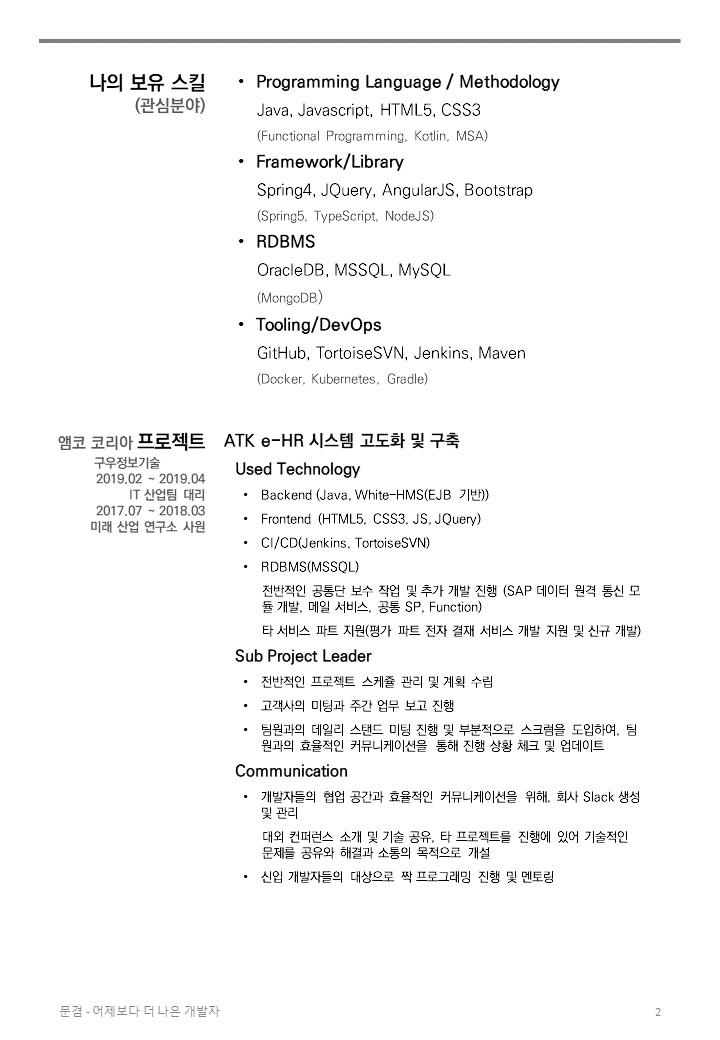 나의 보유 스킬
(관심분야)
• Programming Language / Methodology
Java, Javascript, HTML5, CSS3
(Functional Programming, Kotlin, MSA)
• Framework/Library
Spring4, JQuery, AngularJS, Bootstrap
(Spring5, TypeScript, NodeJS)
• RDBMS
OracleDB, MSSQL, MySQL
(MongoDB)
• Tooling/DevOps
GitHub, TortoiseSVN, Jenkins, Maven
(Docker, Kubernetes, Gradle)
앰코 코리아 프로젝트
구우정보기술
2019.02 ~ 2019.04
IT 산업팀 대리
2017.07 ~ 2018.03
미래 산업 연구소 사원
ATK e-HR 시스템 고도화 및 구축
Used Technology
• Backend (Java, White-HMS(EJB 기반))
• Frontend (HTML5, CSS3, JS, JQuery)
• CI/CD(Jenkins, TortoiseSVN)
• RDBMS(MSSQL)
전반적인 공통단 보수 작업 및 추가 개발 진행 (SAP 데이터 원격 통신 모
듈 개발, 메일 서비스, 공통 SP, Function)
타 서비스 파트 지원(평가 파트 전자 결재 서비스 개발 지원 및 신규 개발)
Sub Project Leader
• 전반적인 프로젝트 스케쥴 관리 및 계획 수립
• 고객사의 미팅과 주간 업무 보고 진행
• 팀원과의 데일리 스탠드 미팅 진행 및 부분적으로 스크럼을 도입하여, 팀
원과의 효율적인 커뮤니케이션을 통해 진행 상황 체크 및 업데이트
Communication
• 개발자들의 협업 공간과 효율적인 커뮤니케이션을 위해, 회사 Slack 생성
및 관리
대외 컨퍼런스 소개 및 기술 공유, 타 프로젝트를 진행에 있어 기술적인
문제를 공유와 해결과 소통의 목적으로 개설
• 신입 개발자들의 대상으로 짝 프로그래밍 진행 및 멘토링
문겸 - 어제보다 더 나은 개발자
2